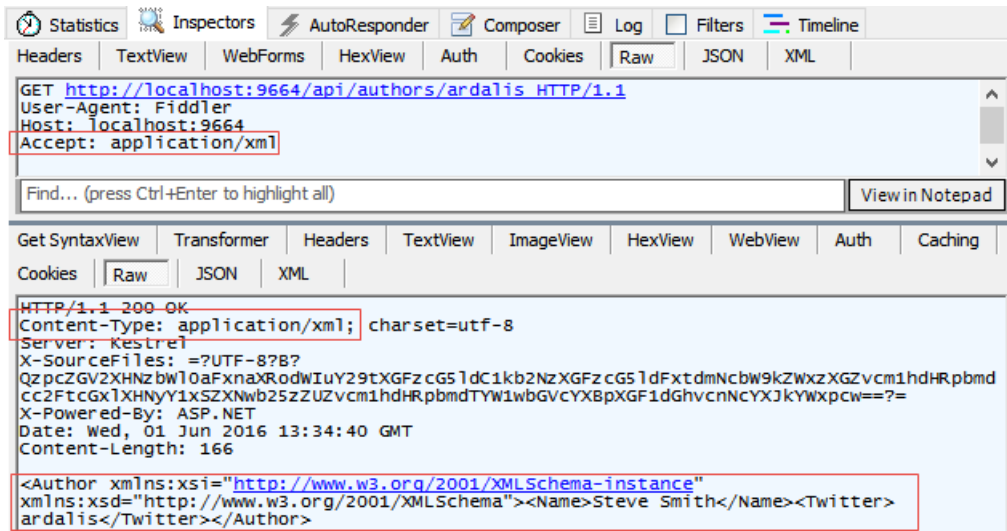 Statistics Inspectors AutoResponder Composer Log Filters Timeline
Headers TextView WebForms HexView Auth Cookies Raw JSON XML
GET http://localhost:9664/api/authors/ardalis HTTP/1.1
User-Agent: Fiddler
Host: localhost:9664
Accept: application/xml
Find... (press Ctrl+Enter to highlight all) View in Notepad
Get SyntaxView Transformer Headers TextView ImageView HexView WebView Auth Caching
Cookies Raw JSON XML
HTTP/1.1 200 OK
Content-Type: application/xml; charset=utf-8
Server: Kestrel
X-SourceFiles: =?UTF-8?B?
QzpcZGV2XHNzbWl0aFxnaXRodWIuY29tXGFzcG5ldC1kb2NzXGFzcG5ldFxtdmNcbW9kZWxzXGZvcm1hdHRpbmd
cc2FtcGxlXHNyY1xSZXNwb25zZUZvcm1hdHRpbmdTYW1wbGVcYXBpXGF1dGhvcnNcYXJkYWxpcw==?=
X-Powered-By: ASP.NET
Date: Wed, 01 Jun 2016 13:34:40 GMT
Content-Length: 166
<Author xmlns:xsi="http://www.w3.org/2001/XMLSchema-instance"
xmlns:xsd="http://www.w3.org/2001/XMLSchema"><Name>Steve Smith</Name><Twitter>
ardalis</Twitter></Author>